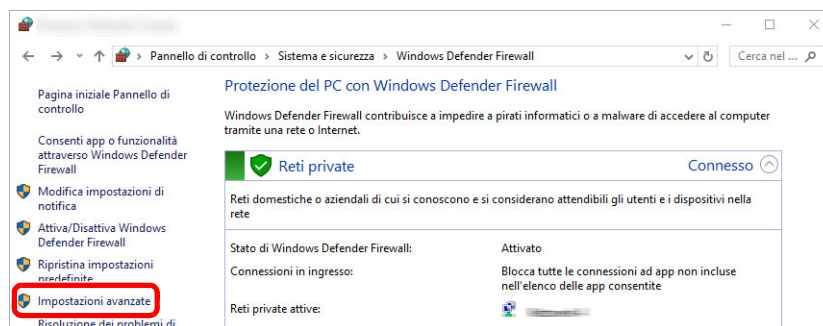 Pannello di controllo > Sistema e sicurezza > Windows Defender Firewall
Cerca nel ...
Pagina iniziale Pannello di
controllo
Consenti app o funzionalità
attraverso Windows Defender
Firewall
Modifica impostazioni di
notifica
Attiva/Disattiva Windows
Defender Firewall
Ripristina impostazioni
predefinite
Impostazioni avanzate
Risoluzione dei problemi di
Protezione del PC con Windows Defender Firewall
Windows Defender Firewall contribuisce a impedire a pirati informatici o a malware di accedere al computer
tramite una rete o Internet.
Reti private
Connesso
Reti domestiche o aziendali di cui si conoscono e si considerano attendibili gli utenti e i dispositivi nella
rete
Stato di Windows Defender Firewall:
Attivato
Connessioni in ingresso:
Blocca tutte le connessioni ad app non incluse
nell'elenco delle app consentite
Reti private attive: